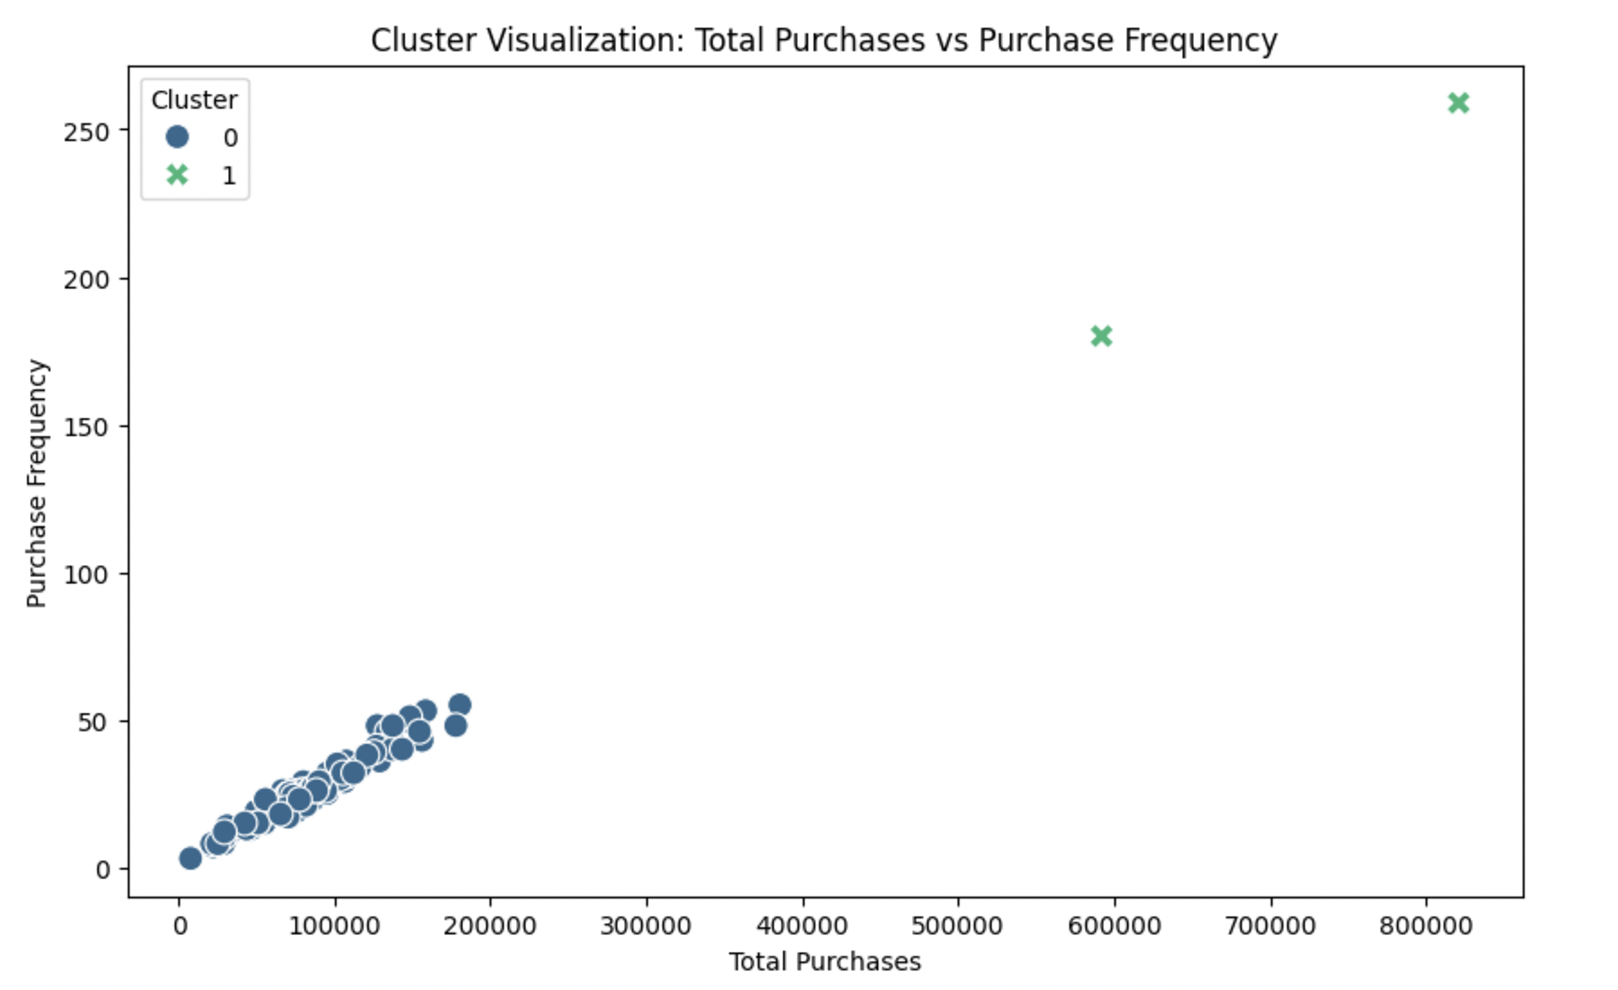 Cluster Visualization: Total Purchases vs Purchase Frequency
Cluster
0
1
Purchase Frequency
250
200
150
100
50
0
0 100000 200000 300000 400000 500000 600000 700000 800000
Total Purchases